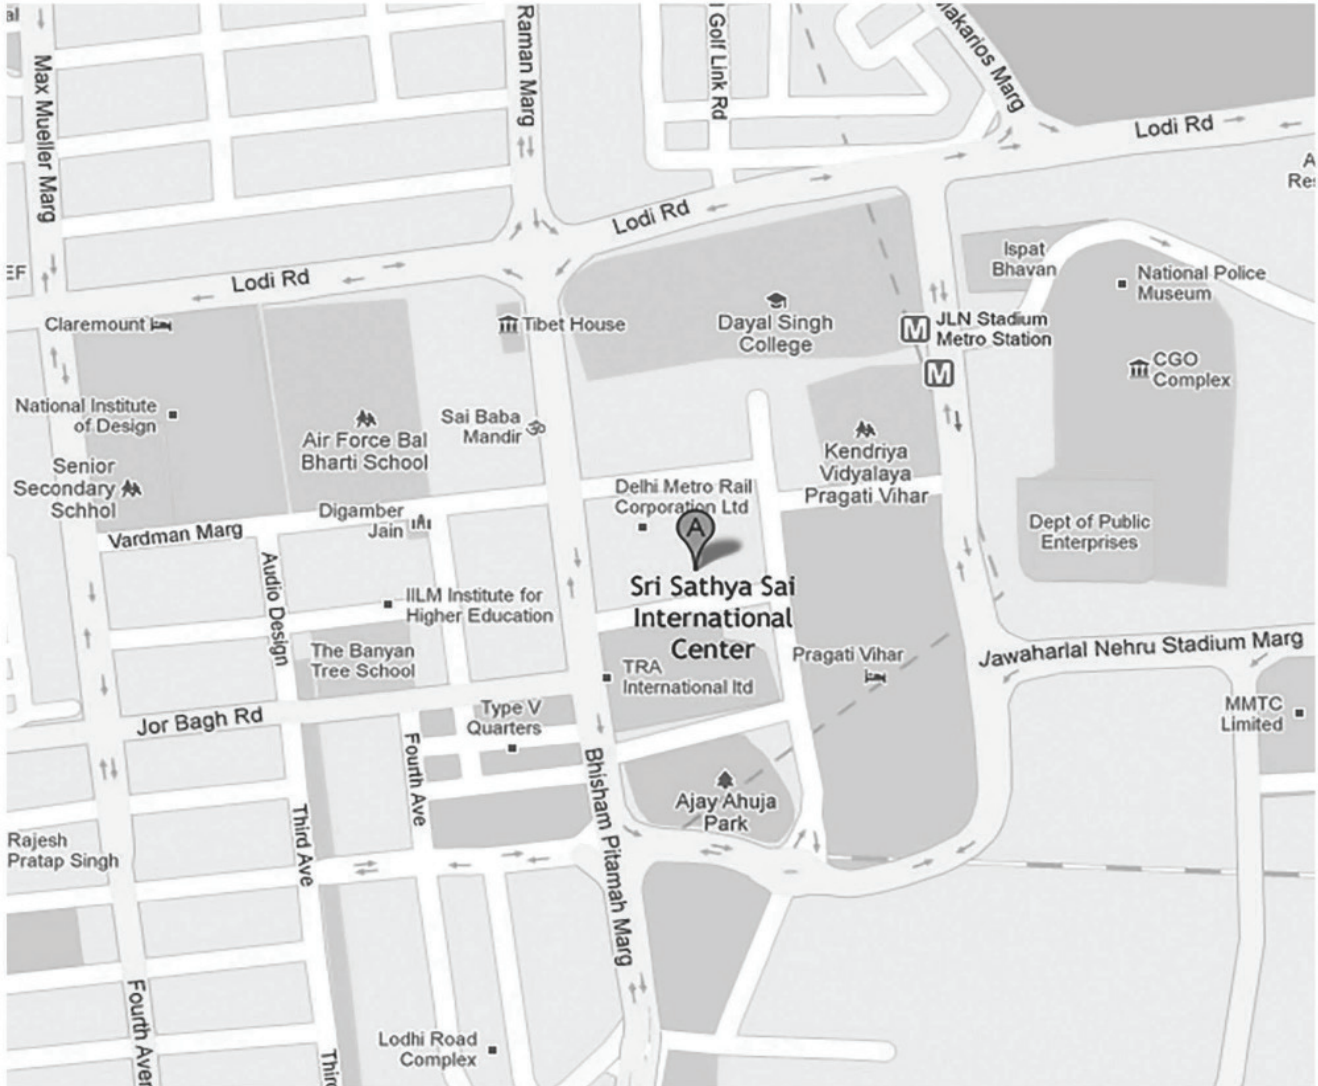 al
Max Mueller Marg
Raman Marg
Golf Link Rd
Makarios Marg
Lodi Rd
A
Res
Lodi Rd
Lodi Rd
EF
Ispat
Bhavan
National Police
Museum
Claremount
Tibet House
Dayal Singh
College
M
JLN Stadium
Metro Station
M
CGO
Complex
National Institute
of Design
Air Force Bal
Bharti School
Sai Baba
Mandir
Kendriya
Vidyalaya
Pragati Vihar
Senior
Secondary
Schhol
Digamber
Jain
Delhi Metro Rail
Corporation Ltd
A
Vardman Marg
Dept of Public
Enterprises
Audio Design
IILM Institute for
Higher Education
Sri Sathya Sai
International
Center
The Banyan
Tree School
TRA
International ltd
Pragati Vihar
Jawaharlal Nehru Stadium Marg
Jor Bagh Rd
Type V
Quarters
MMTC
Limited
Fourth Ave
Bhisham Pitamah Marg
Ajay Ahuja
Park
Third Ave
Rajesh
Pratap Singh
Fourth Aven
Lodhi Road
Complex
Third